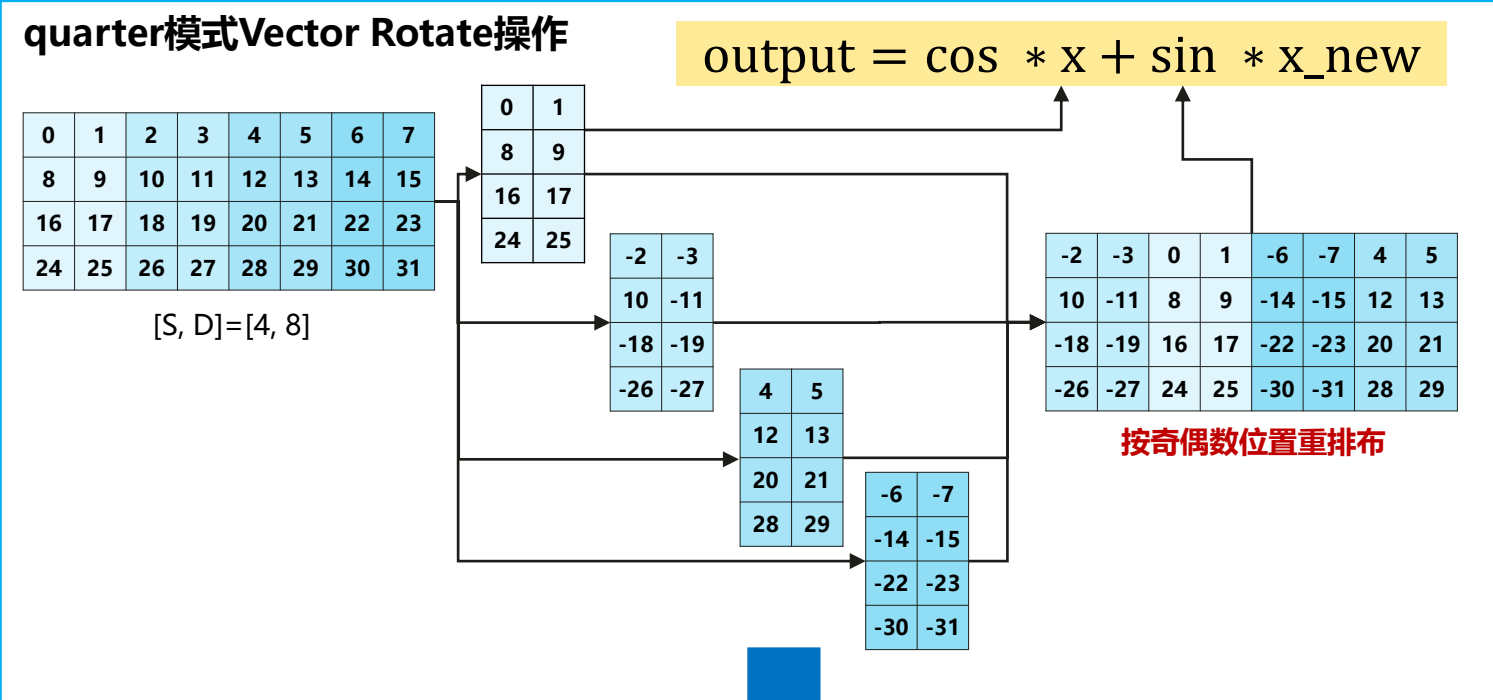 quarter模式Vector Rotate操作
output = cos ∗ x + sin ∗ x_new
0 1 2 3 4 5 6 7
8 9 10 11 12 13 14 15
16 17 18 19 20 21 22 23
24 25 26 27 28 29 30 31
[S, D]=[4, 8]
0 1
8 9
16 17
24 25
-2 -3
10 -11
-18 -19
-26 -27
4 5
12 13
20 21
28 29
-6 -7
-14 -15
-22 -23
-30 -31
-2 -3 0 1 -6 -7 4 5
10 -11 8 9 -14 -15 12 13
-18 -19 16 17 -22 -23 20 21
-26 -27 24 25 -30 -31 28 29
按奇偶数位置重排布